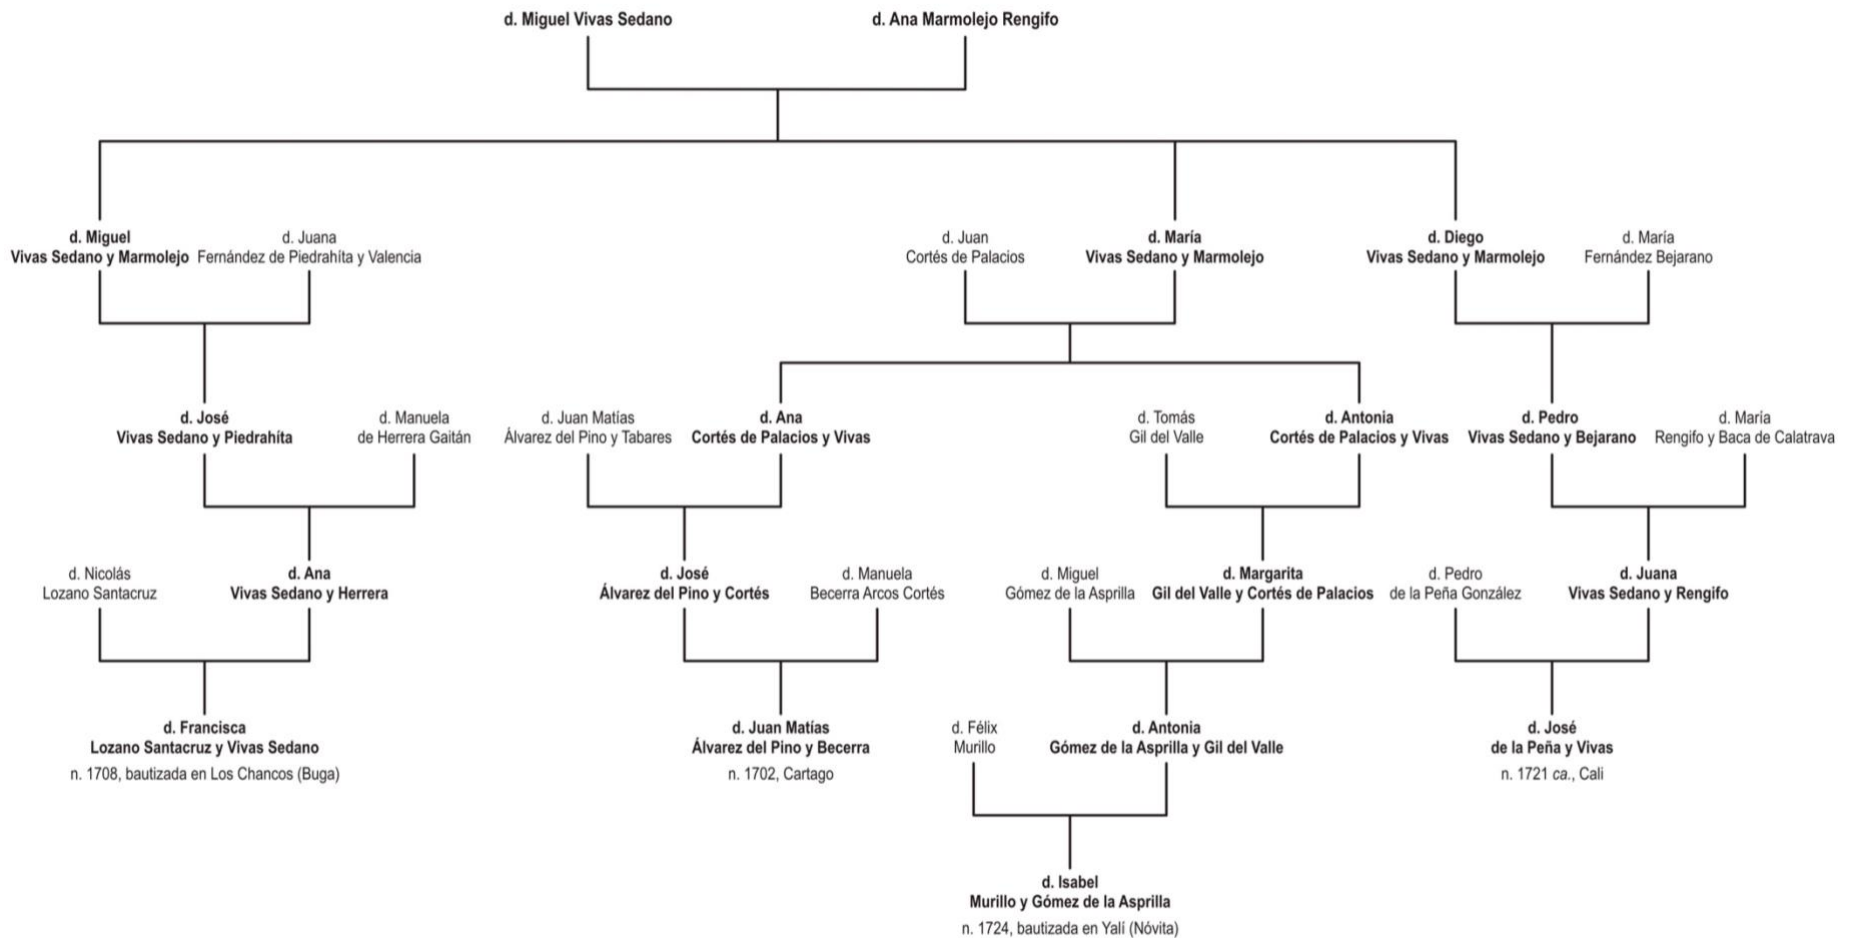 d. Miguel Vivas Sedano
d. Ana Marmolejo Rengifo
d. Miguel
Vivas Sedano y Marmolejo
d. Juana
Fernández de Piedrahíta y Valencia
d. Juan
Cortés de Palacios
d. María
Vivas Sedano y Marmolejo
d. Diego
Vivas Sedano y Marmolejo
d. María
Fernández Bejarano
d. José
Vivas Sedano y Piedrahíta
d. Manuela
de Herrera Gaitán
d. Juan Matías
Álvarez del Pino y Tabares
d. Ana
Cortés de Palacios y Vivas
d. Tomás
Gil del Valle
d. Antonia
Cortés de Palacios y Vivas
d. Pedro
Vivas Sedano y Bejarano
d. María
Rengifo y Baca de Calatrava
d. Nicolás
Lozano Santacruz
d. Ana
Vivas Sedano y Herrera
d. José
Álvarez del Pino y Cortés
d. Manuela
Becerra Arcos Cortés
d. Miguel
Gómez de la Asprilla
d. Margarita
Gil del Valle y Cortés de Palacios
d. Pedro
de la Peña González
d. Juana
Vivas Sedano y Rengifo
d. Francisca
Lozano Santacruz y Vivas Sedano
n. 1708, bautizada en Los Chancos (Buga)
d. Juan Matías
Álvarez del Pino y Becerra
n. 1702, Cartago
d. Félix
Murillo
d. Antonia
Gómez de la Asprilla y Gil del Valle
d. José
de la Peña y Vivas
n. 1721 ca., Cali
d. Isabel
Murillo y Gómez de la Asprilla
n. 1724, bautizada en Yalí (Nóvita)